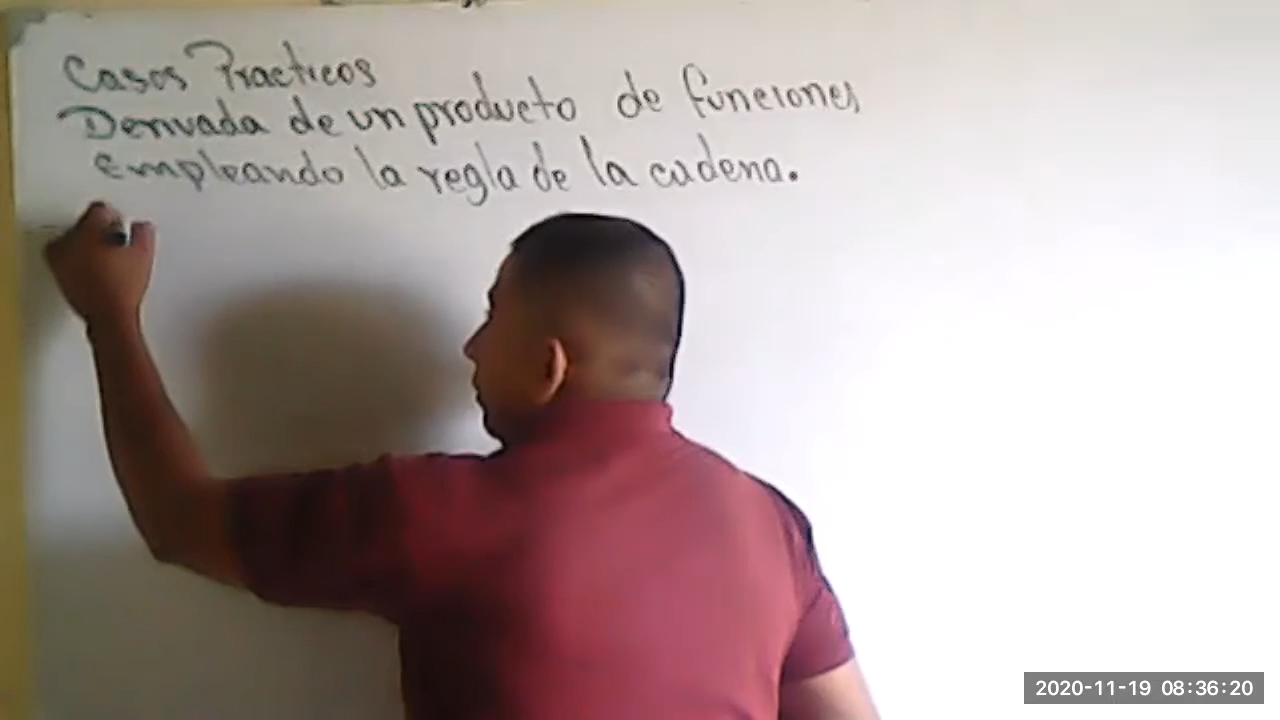 Casos Practicos
Derivada de un producto de funciones
empleando la regla de la cadena.
2020-11-19 08:36:20